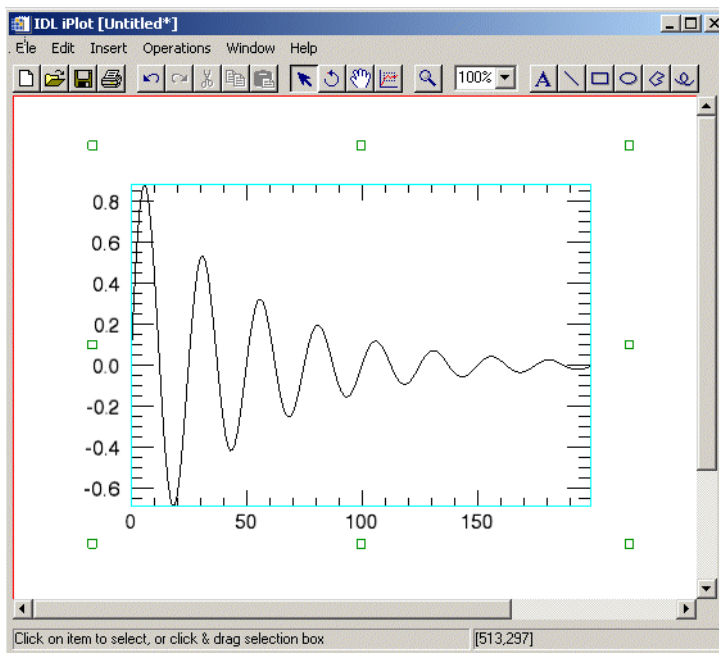 IDL iPlot [Untitled*]
File Edit Insert Operations Window Help
100% A
0.8
0.6
0.4
0.2
0.0
-0.2
-0.4
-0.6
0 50 100 150
Click on item to select, or click & drag selection box [513,297]